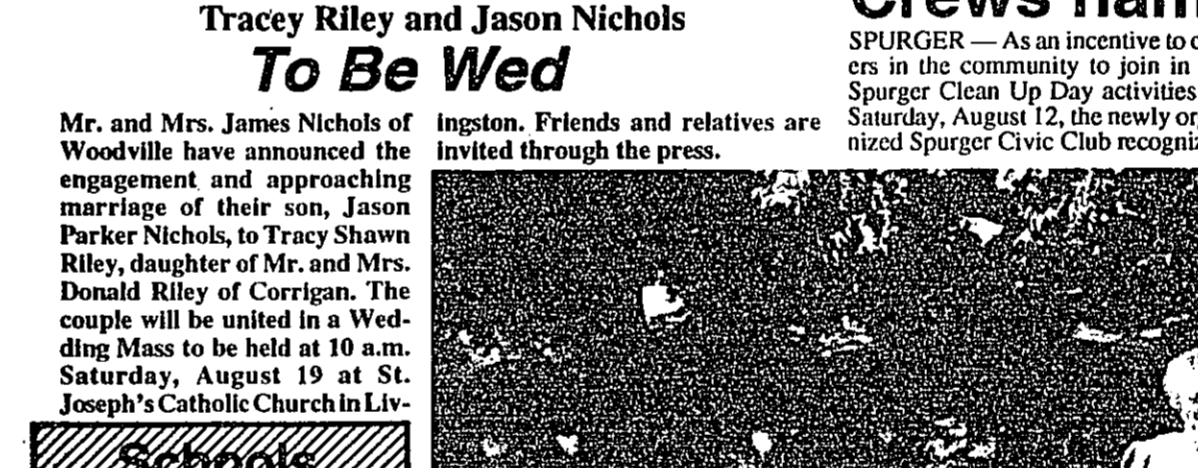 Tracey Riley and Jason Nichols
To Be Wed
Mr. and Mrs. James Nichols of
Woodville have announced the
engagement and approaching
marriage of their son, Jason
Parker Nichols, to Tracy Shawn
Riley, daughter of Mr. and Mrs.
Donald Riley of Corrigan. The
couple will be united in a Wed-
ding Mass to be held at 10 a.m.
Saturday, August 19 at St.
Joseph's Catholic Church in Liv-
ingston. Friends and relatives are
invited through the press.
Schools
Crews
SPURGER — As an incentive to
ers in the community to join in
Spurger Clean Up Day activities
Saturday, August 12, the newly or
nized Spurger Civic Club recogniz